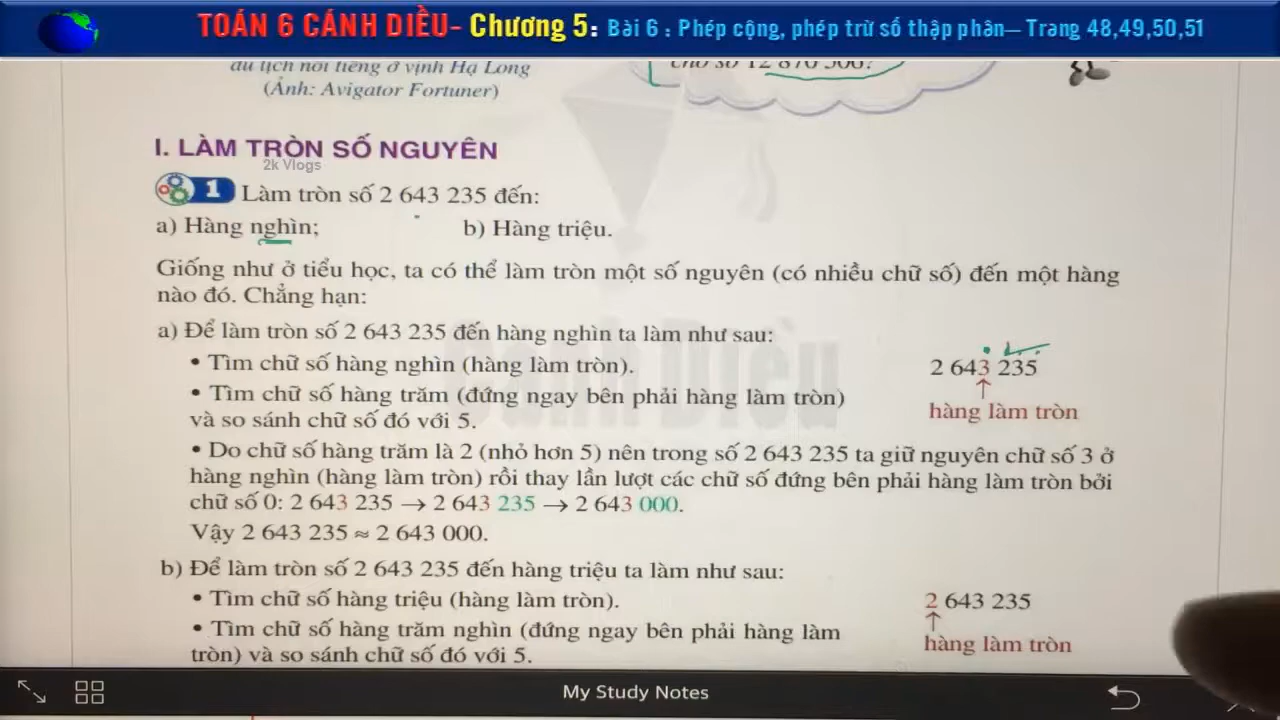 TOÁN 6 CÁNH DIỀU- Chương 5: Bài 6 : Phép cộng, phép trừ số thập phân– Trang 48,49,50,51
du lịch nổi tiếng ở vịnh Hạ Long
(Ảnh: Avigator Fortuner)
cho số 12 870 506?
I. LÀM TRÒN SỐ NGUYÊN
2k Vlogs
1 Làm tròn số 2 643 235 đến:
a) Hàng nghìn; b) Hàng triệu.
Giống như ở tiểu học, ta có thể làm tròn một số nguyên (có nhiều chữ số) đến một hàng
nào đó. Chẳng hạn:
a) Để làm tròn số 2 643 235 đến hàng nghìn ta làm như sau:
• Tìm chữ số hàng nghìn (hàng làm tròn).
2 643 235
hàng làm tròn
• Tìm chữ số hàng trăm (đứng ngay bên phải hàng làm tròn)
và so sánh chữ số đó với 5.
• Do chữ số hàng trăm là 2 (nhỏ hơn 5) nên trong số 2 643 235 ta giữ nguyên chữ số 3 ở
hàng nghìn (hàng làm tròn) rồi thay lần lượt các chữ số đứng bên phải hàng làm tròn bởi
chữ số 0: 2 643 235 → 2 643 235 → 2 643 000.
Vậy 2 643 235 ≈ 2 643 000.
b) Để làm tròn số 2 643 235 đến hàng triệu ta làm như sau:
• Tìm chữ số hàng triệu (hàng làm tròn).
2 643 235
hàng làm tròn
• Tìm chữ số hàng trăm nghìn (đứng ngay bên phải hàng làm
tròn) và so sánh chữ số đó với 5.
My Study Notes